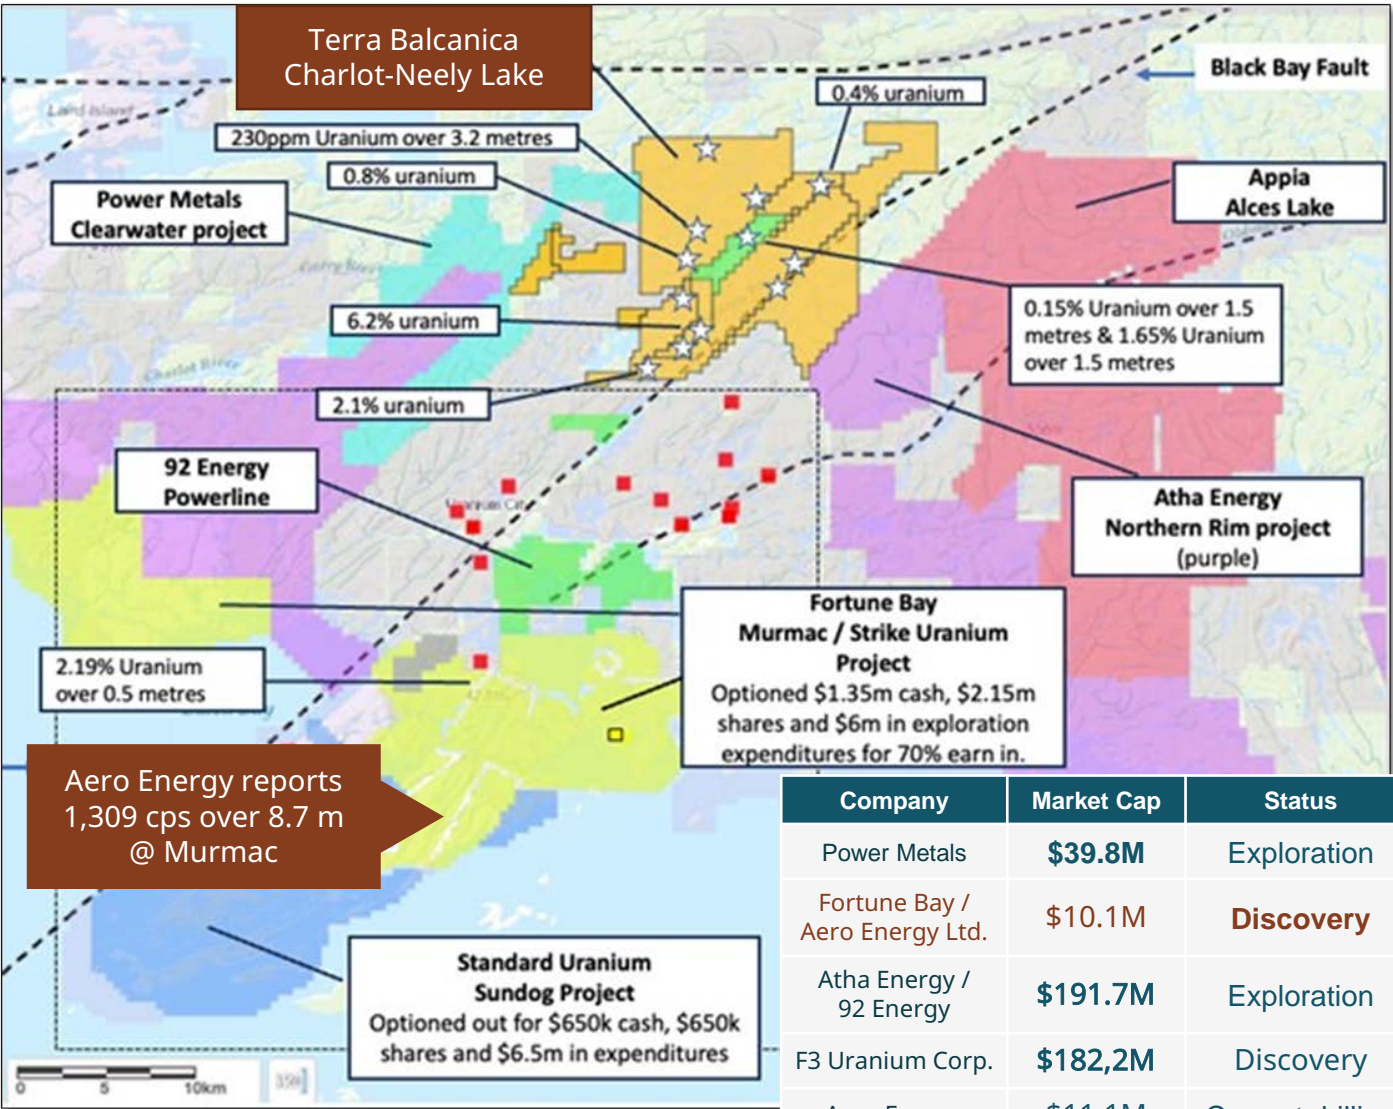 Terra Balcanica
Charlot-Neely Lake
Black Bay Fault
0.4% uranium
230ppm Uranium over 3.2 metres
0.8% uranium
Power Metals
Clearwater project
Appia
Alces Lake
6.2% uranium
0.15% Uranium over 1.5
metres & 1.65% Uranium
over 1.5 metres
Charlot River
2.1% uranium
92 Energy
Powerline
Uranium City
Atha Energy
Northern Rim project
(purple)
Fortune Bay
Murmac / Strike Uranium
Project
Optioned $1.35m cash, $2.15m
shares and $6m in exploration
expenditures for 70% earn in.
2.19% Uranium
over 0.5 metres
Aero Energy reports
1,309 cps over 8.7 m
@ Murmac
Standard Uranium
Sundog Project
Optioned out for $650k cash, $650k
shares and $6.5m in expenditures
0 5 10km
Company Market Cap Status
Power Metals $39.8M Exploration
Fortune Bay /
Aero Energy Ltd. $10.1M Discovery
Atha Energy /
92 Energy $191.7M Exploration
F3 Uranium Corp. $182,2M Discovery
$11.1M